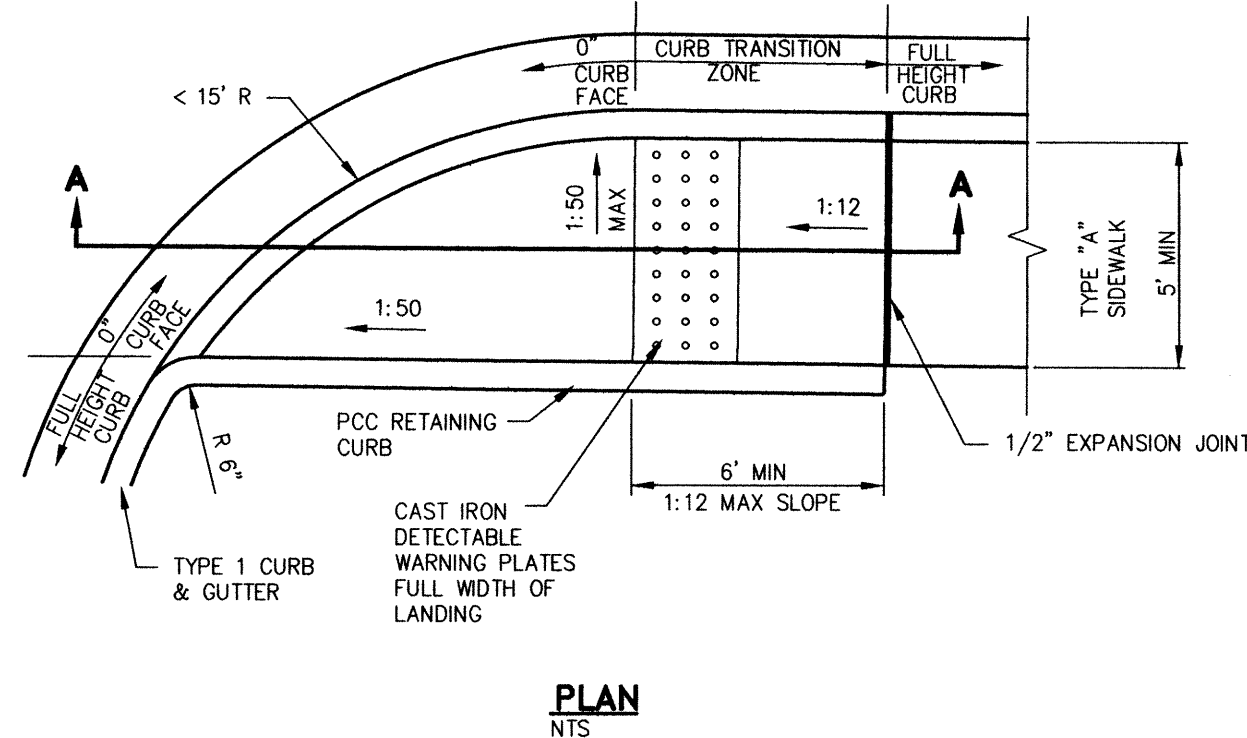 0"
CURB
FACE
CURB TRANSITION
ZONE
FULL
HEIGHT
CURB
< 15' R
A
A
1:50
MAX
1:12
TYPE "A"
SIDEWALK
5' MIN
1:50
0"
CURB
FACE
FULL
HEIGHT
CURB
R 6"
PCC RETAINING
CURB
1/2" EXPANSION JOINT
6' MIN
1:12 MAX SLOPE
CAST IRON
DETECTABLE
WARNING PLATES
FULL WIDTH OF
LANDING
TYPE 1 CURB
& GUTTER
PLAN
NTS